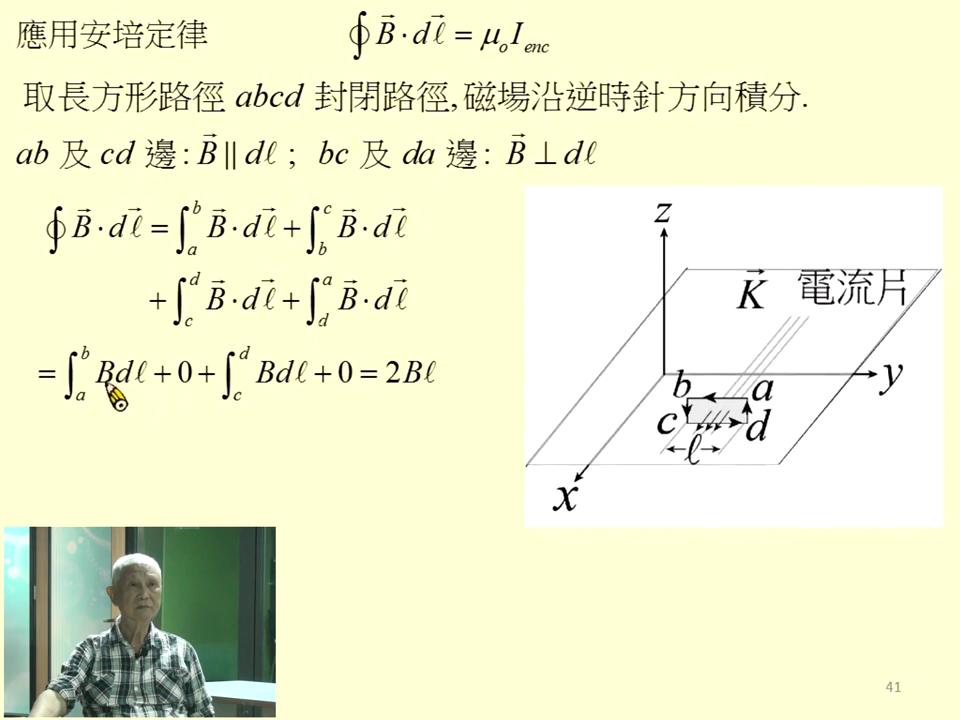 應用安培定律 ∮B⃗·dℓ⃗ = μ₀I_enc
取長方形路徑 abcd 封閉路徑, 磁場沿逆時針方向積分.
ab 及 cd 邊: B⃗ ∥ dℓ⃗ ; bc 及 da 邊: B⃗ ⊥ dℓ⃗
∮B⃗·dℓ⃗ = ∫_a^b B⃗·dℓ⃗ + ∫_b^c B⃗·dℓ⃗
+ ∫_c^d B⃗·dℓ⃗ + ∫_d^a B⃗·dℓ⃗
= ∫_a^b Bdℓ + 0 + ∫_c^d Bdℓ + 0 = 2Bℓ
z
K⃗ 電流片
y
b a
c d
ℓ
x
41